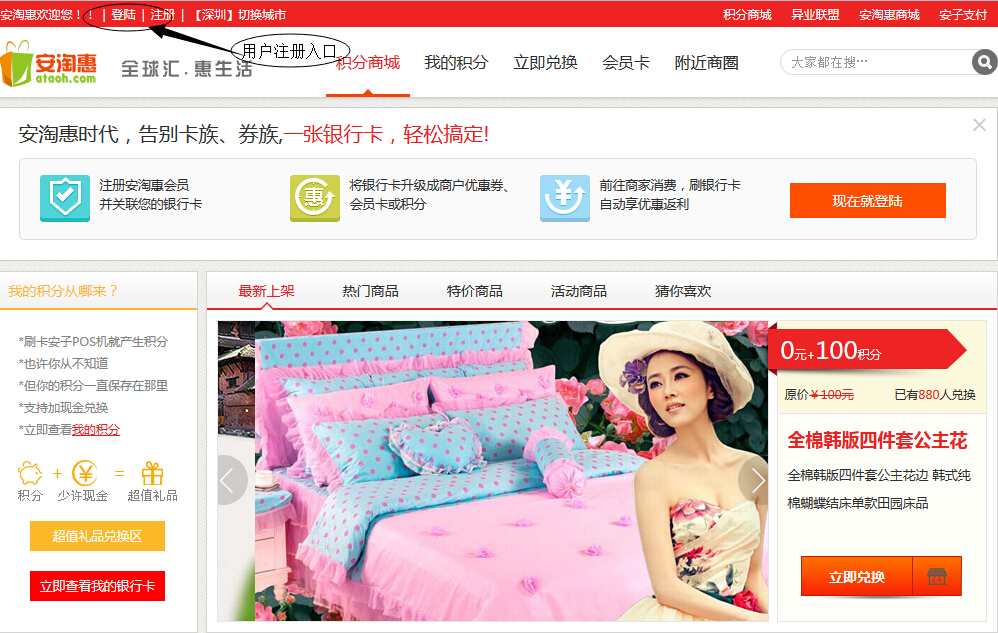 安淘惠欢迎您！！ | 登陆 | 注册 | 【深圳】切换城市
积分商城 异业联盟 安淘惠商城 安子支付
用户注册入口
安淘惠
ataoh.com
全球汇.惠生活
积分商城 我的积分 立即兑换 会员卡 附近商圈
大家都在搜…
安淘惠时代，告别卡族、券族,一张银行卡，轻松搞定!
注册安淘惠会员
并关联您的银行卡
惠
将银行卡升级成商户优惠券、
会员卡或积分
¥
前往商家消费，刷银行卡
自动享优惠返利
现在就登陆
我的积分从哪来？
*刷卡安子POS机就产生积分
*也许你从不知道
*但你的积分一直保存在那里
*支持加现金兑换
*立即查看我的积分
+ ¥ =
积分 少许现金 超值礼品
超值礼品兑换区
立即查看我的银行卡
最新上架 热门商品 特价商品 活动商品 猜你喜欢
0元+100积分
原价¥100元 已有880人兑换
全棉韩版四件套公主花
全棉韩版四件套公主花边 韩式纯
棉蝴蝶结床单款田园床品
立即兑换